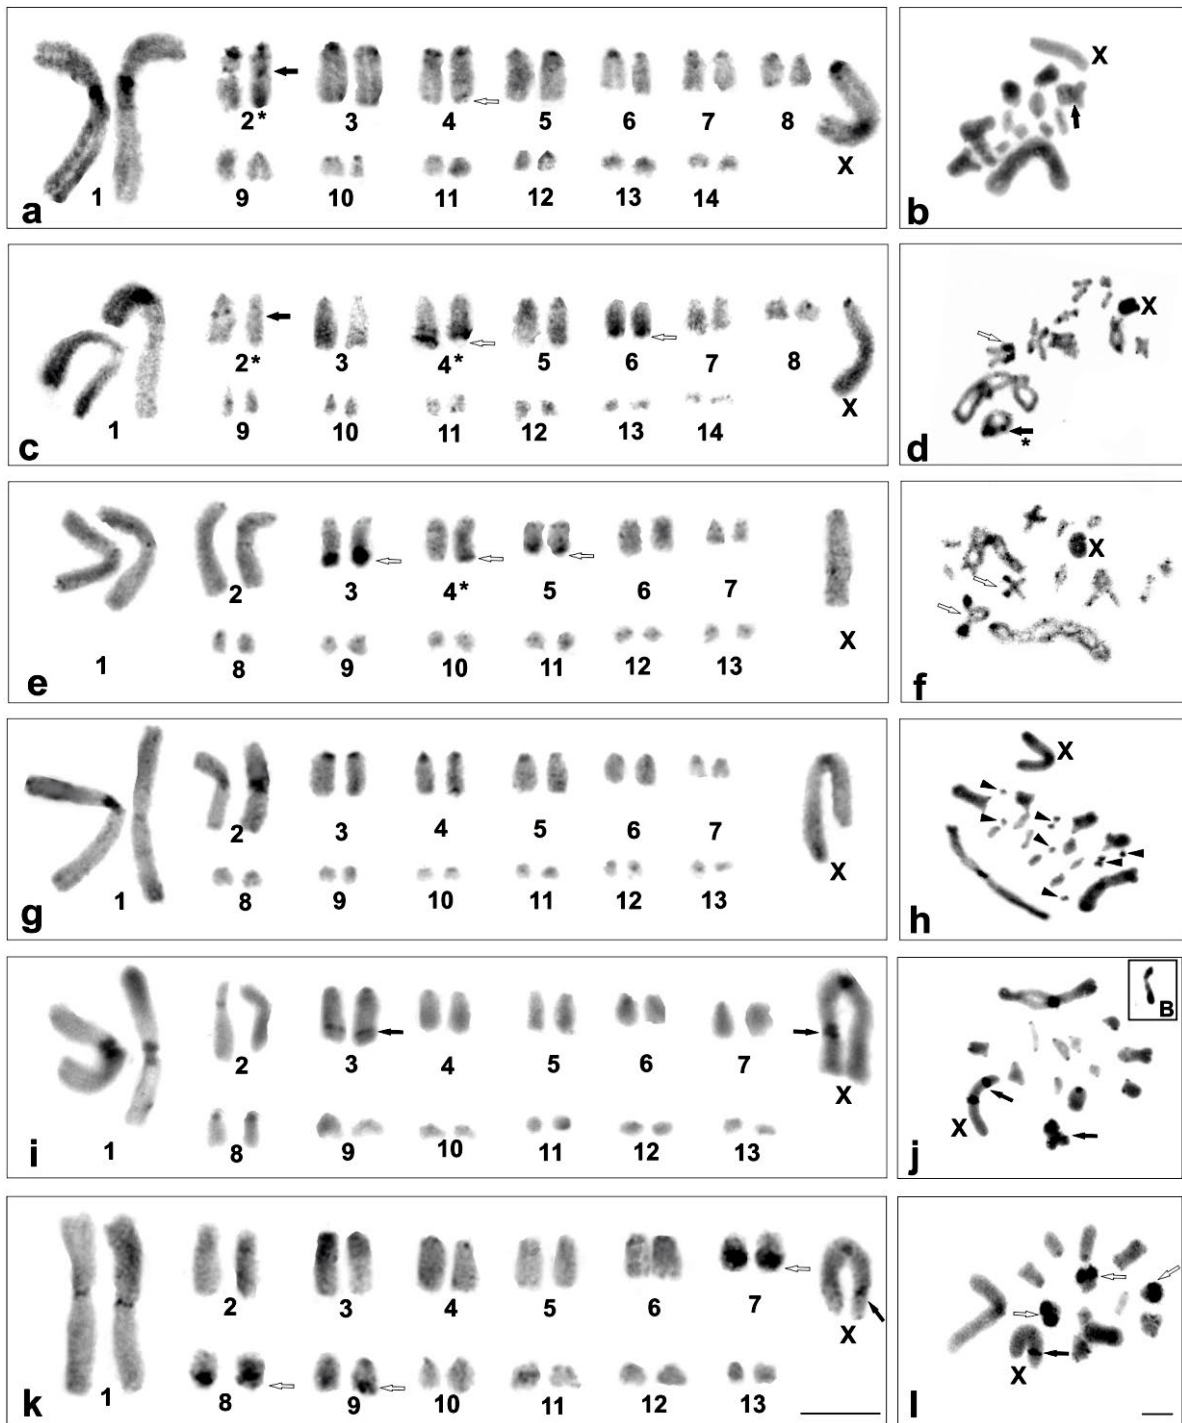 X
2* 3 4 5 6 7 8 X
1 9 10 11 12 13 14
a
X
b
2* 3 4* 5 6 7 8
1 9 10 11 12 13 14 X
c
X
*
d
2 3 4* 5 6 7
1 8 9 10 11 12 13 X
e
X
f
2 3 4 5 6 7
1 8 9 10 11 12 13 X
g
X
h
2 3 4 5 6 7 X
1 8 9 10 11 12 13
i
B
X
j
2 3 4 5 6 7 X
1 8 9 10 11 12 13
k
X
l